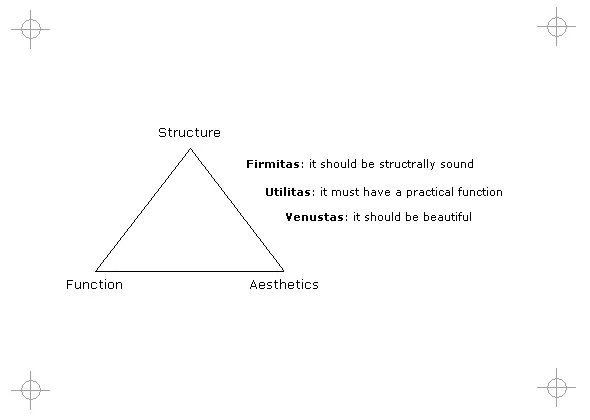 Structure
Firmitas: it should be structrally sound
Utilitas: it must have a practical function
Venustas: it should be beautiful
Function
Aesthetics